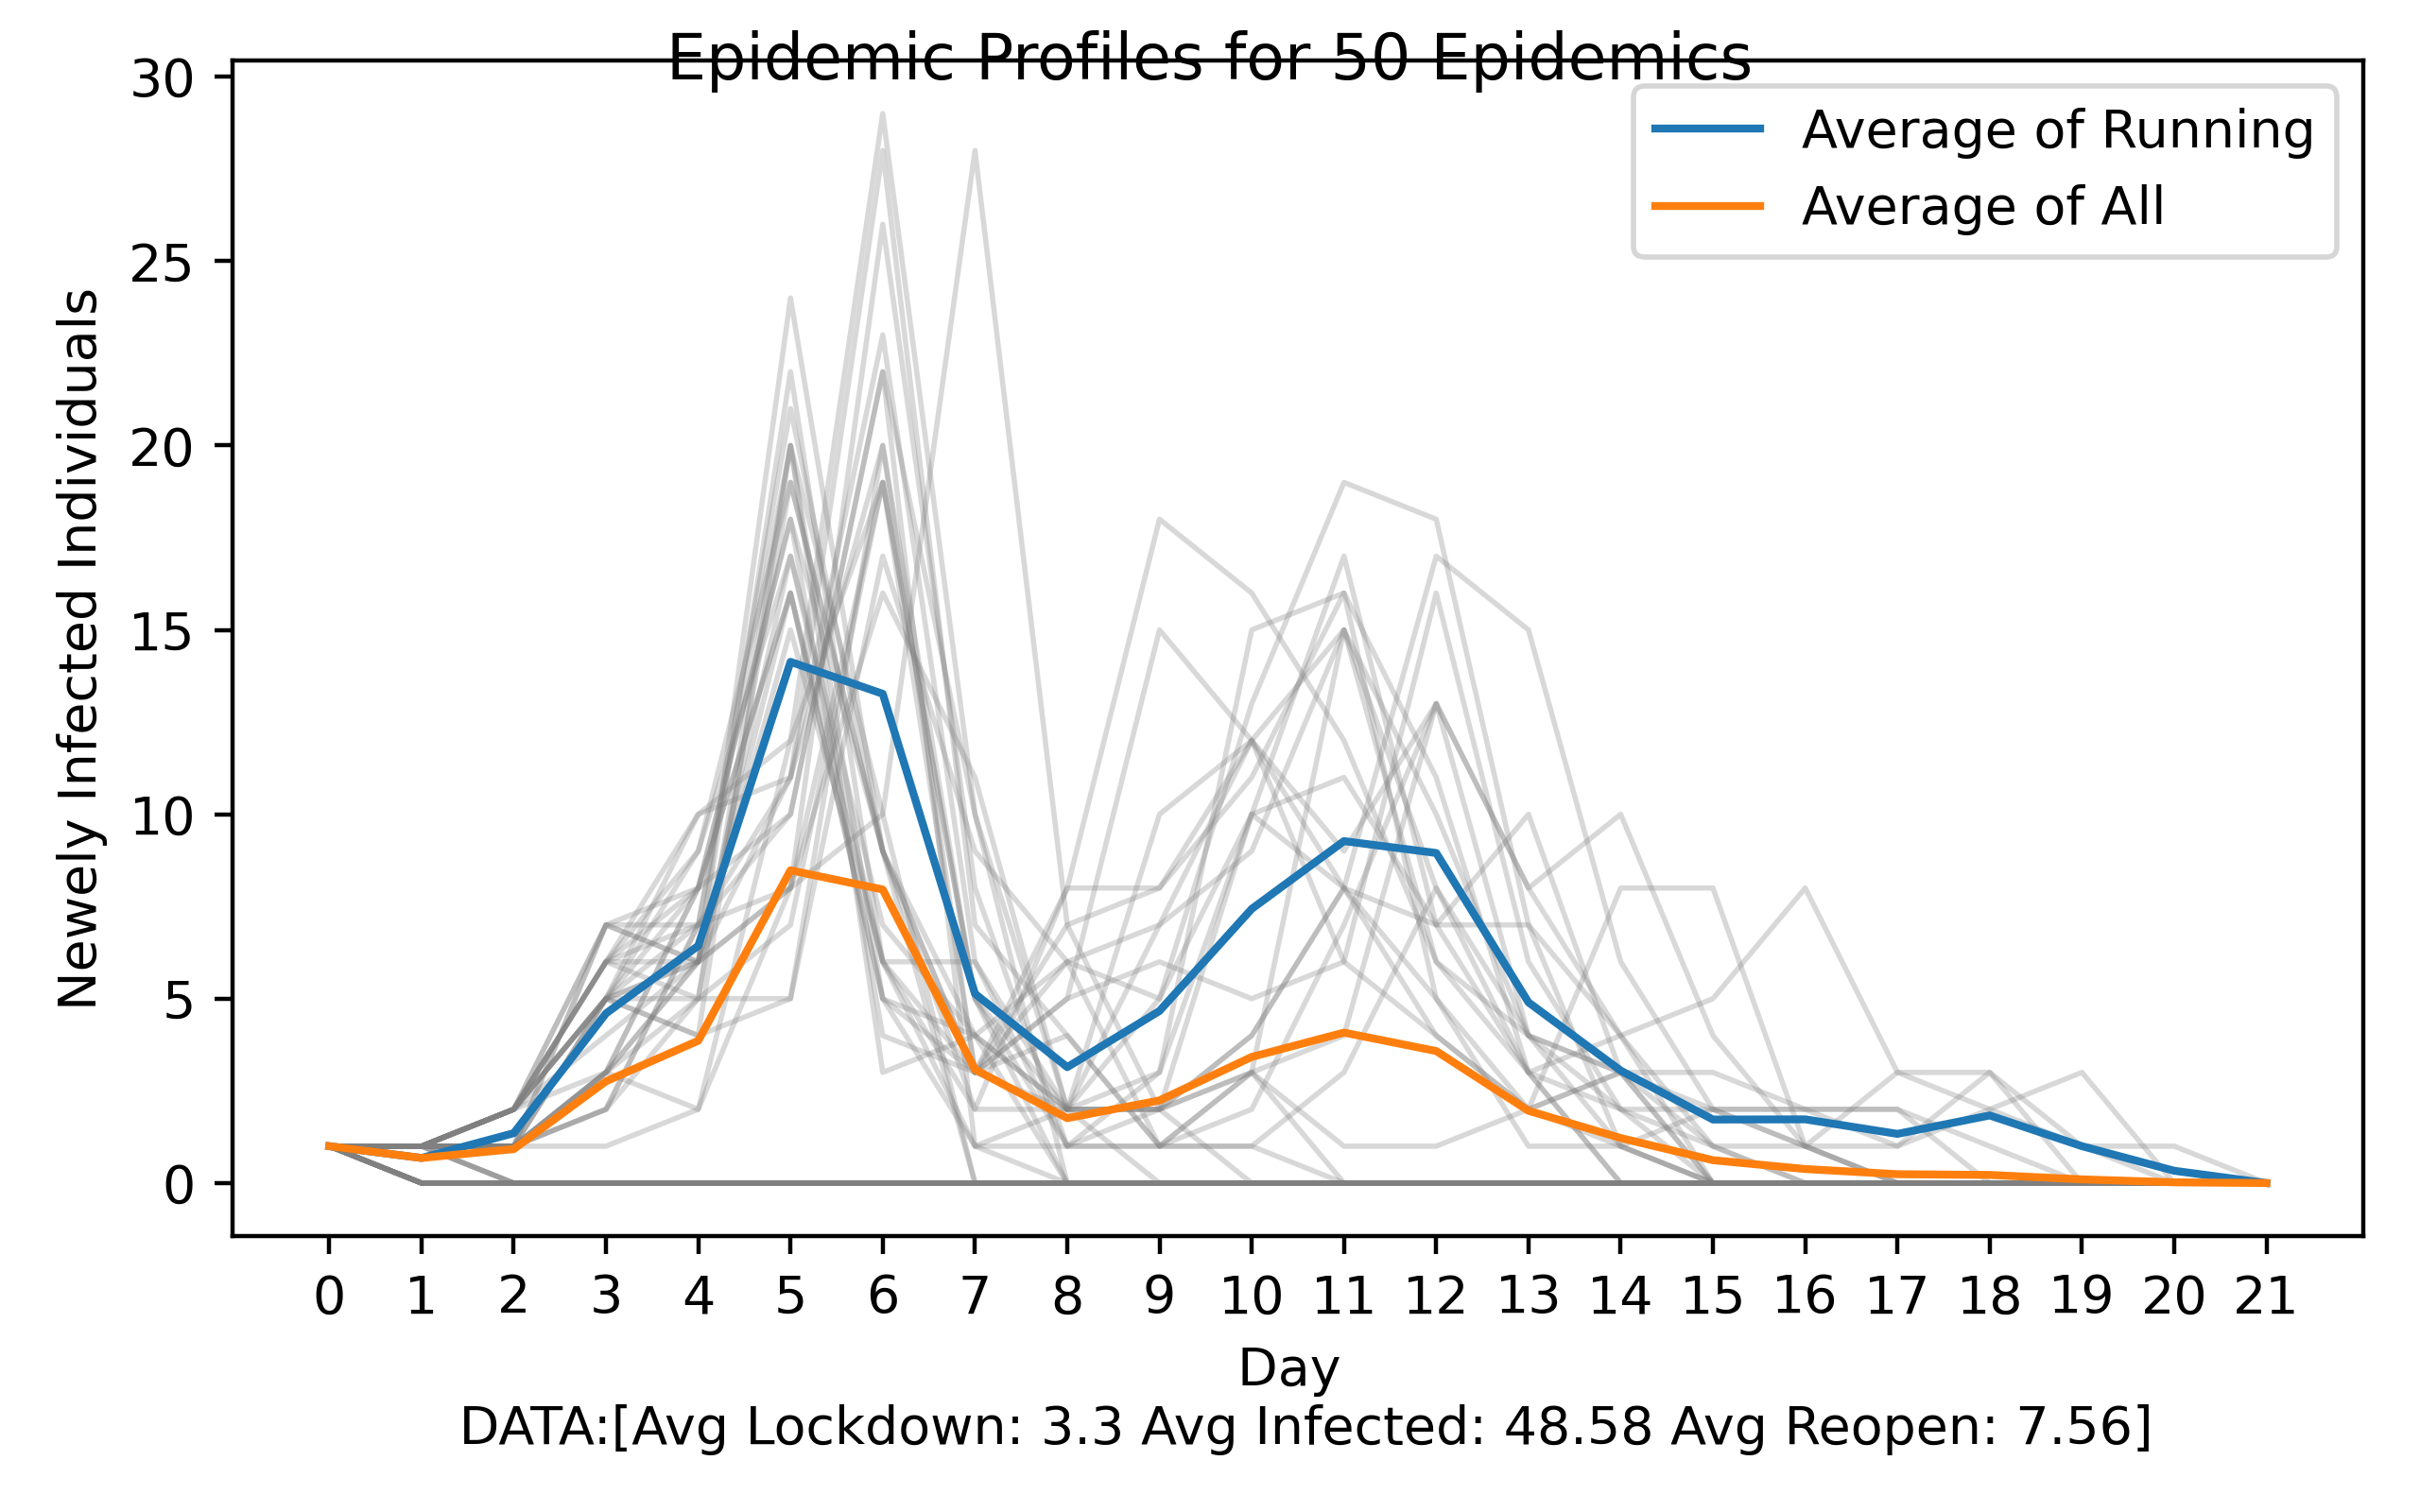 Epidemic Profiles for 50 Epidemics
Average of Running
Average of All
Newly Infected Individuals
30
25
20
15
10
5
0
0 1 2 3 4 5 6 7 8 9 10 11 12 13 14 15 16 17 18 19 20 21
Day
DATA:[Avg Lockdown: 3.3 Avg Infected: 48.58 Avg Reopen: 7.56]